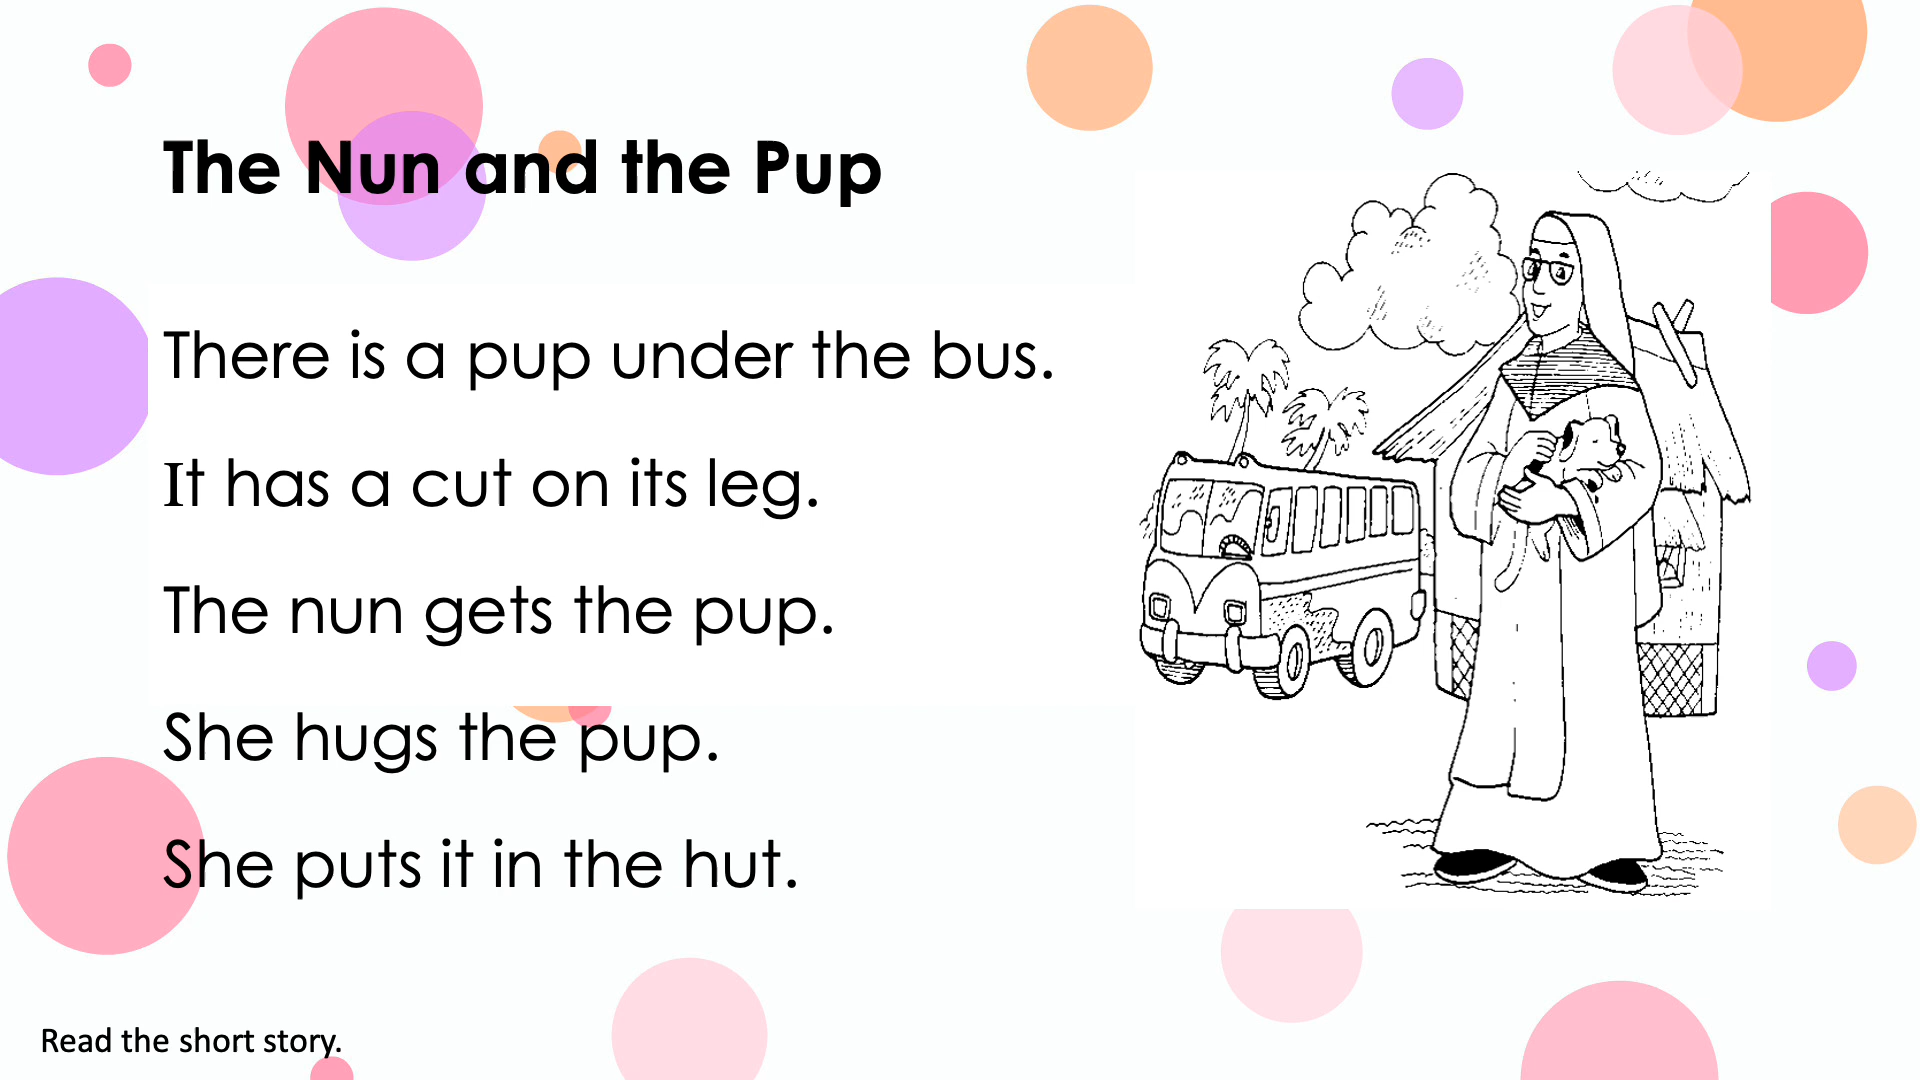 The Nun and the Pup
There is a pup under the bus.
It has a cut on its leg.
The nun gets the pup.
She hugs the pup.
She puts it in the hut.
Read the short story.